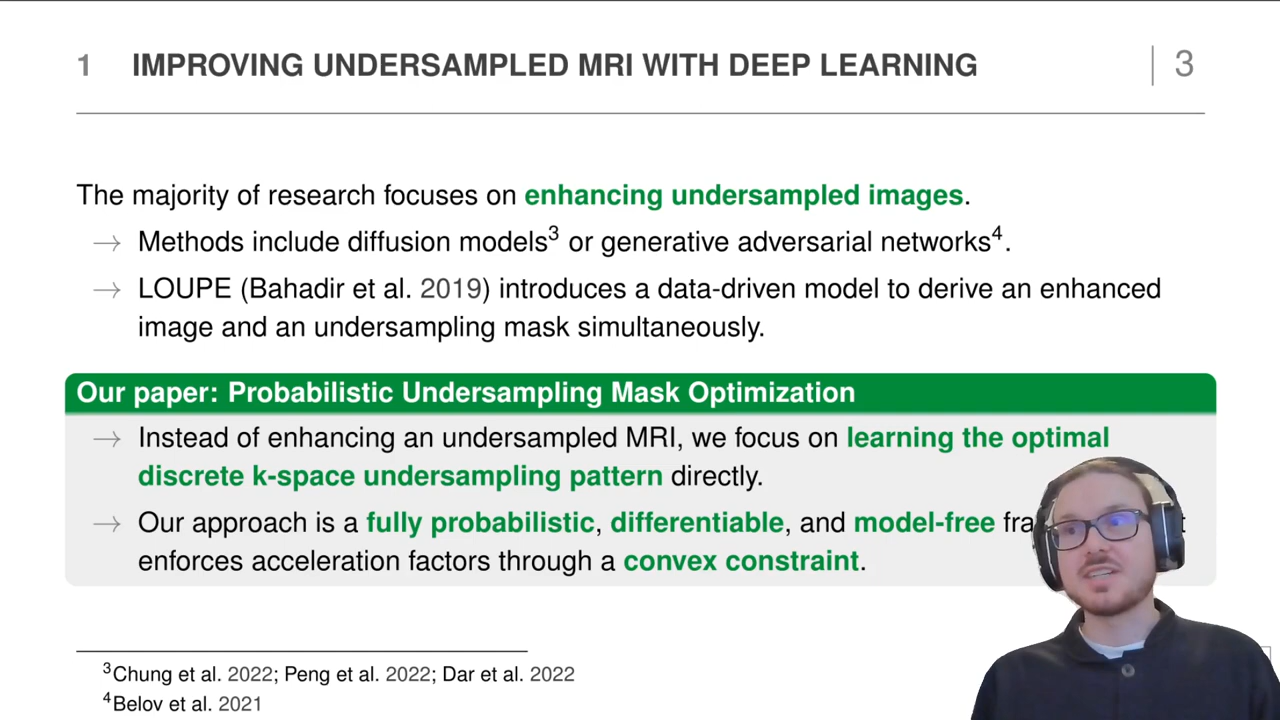 1 IMPROVING UNDERSAMPLED MRI WITH DEEP LEARNING 3
The majority of research focuses on enhancing undersampled images.
→ Methods include diffusion models³ or generative adversarial networks⁴.
→ LOUPE (Bahadir et al. 2019) introduces a data-driven model to derive an enhanced
image and an undersampling mask simultaneously.
Our paper: Probabilistic Undersampling Mask Optimization
→ Instead of enhancing an undersampled MRI, we focus on learning the optimal
discrete k-space undersampling pattern directly.
→ Our approach is a fully probabilistic, differentiable, and model-free
enforces acceleration factors through a convex constraint.
³Chung et al. 2022; Peng et al. 2022; Dar et al. 2022
⁴Belov et al. 2021